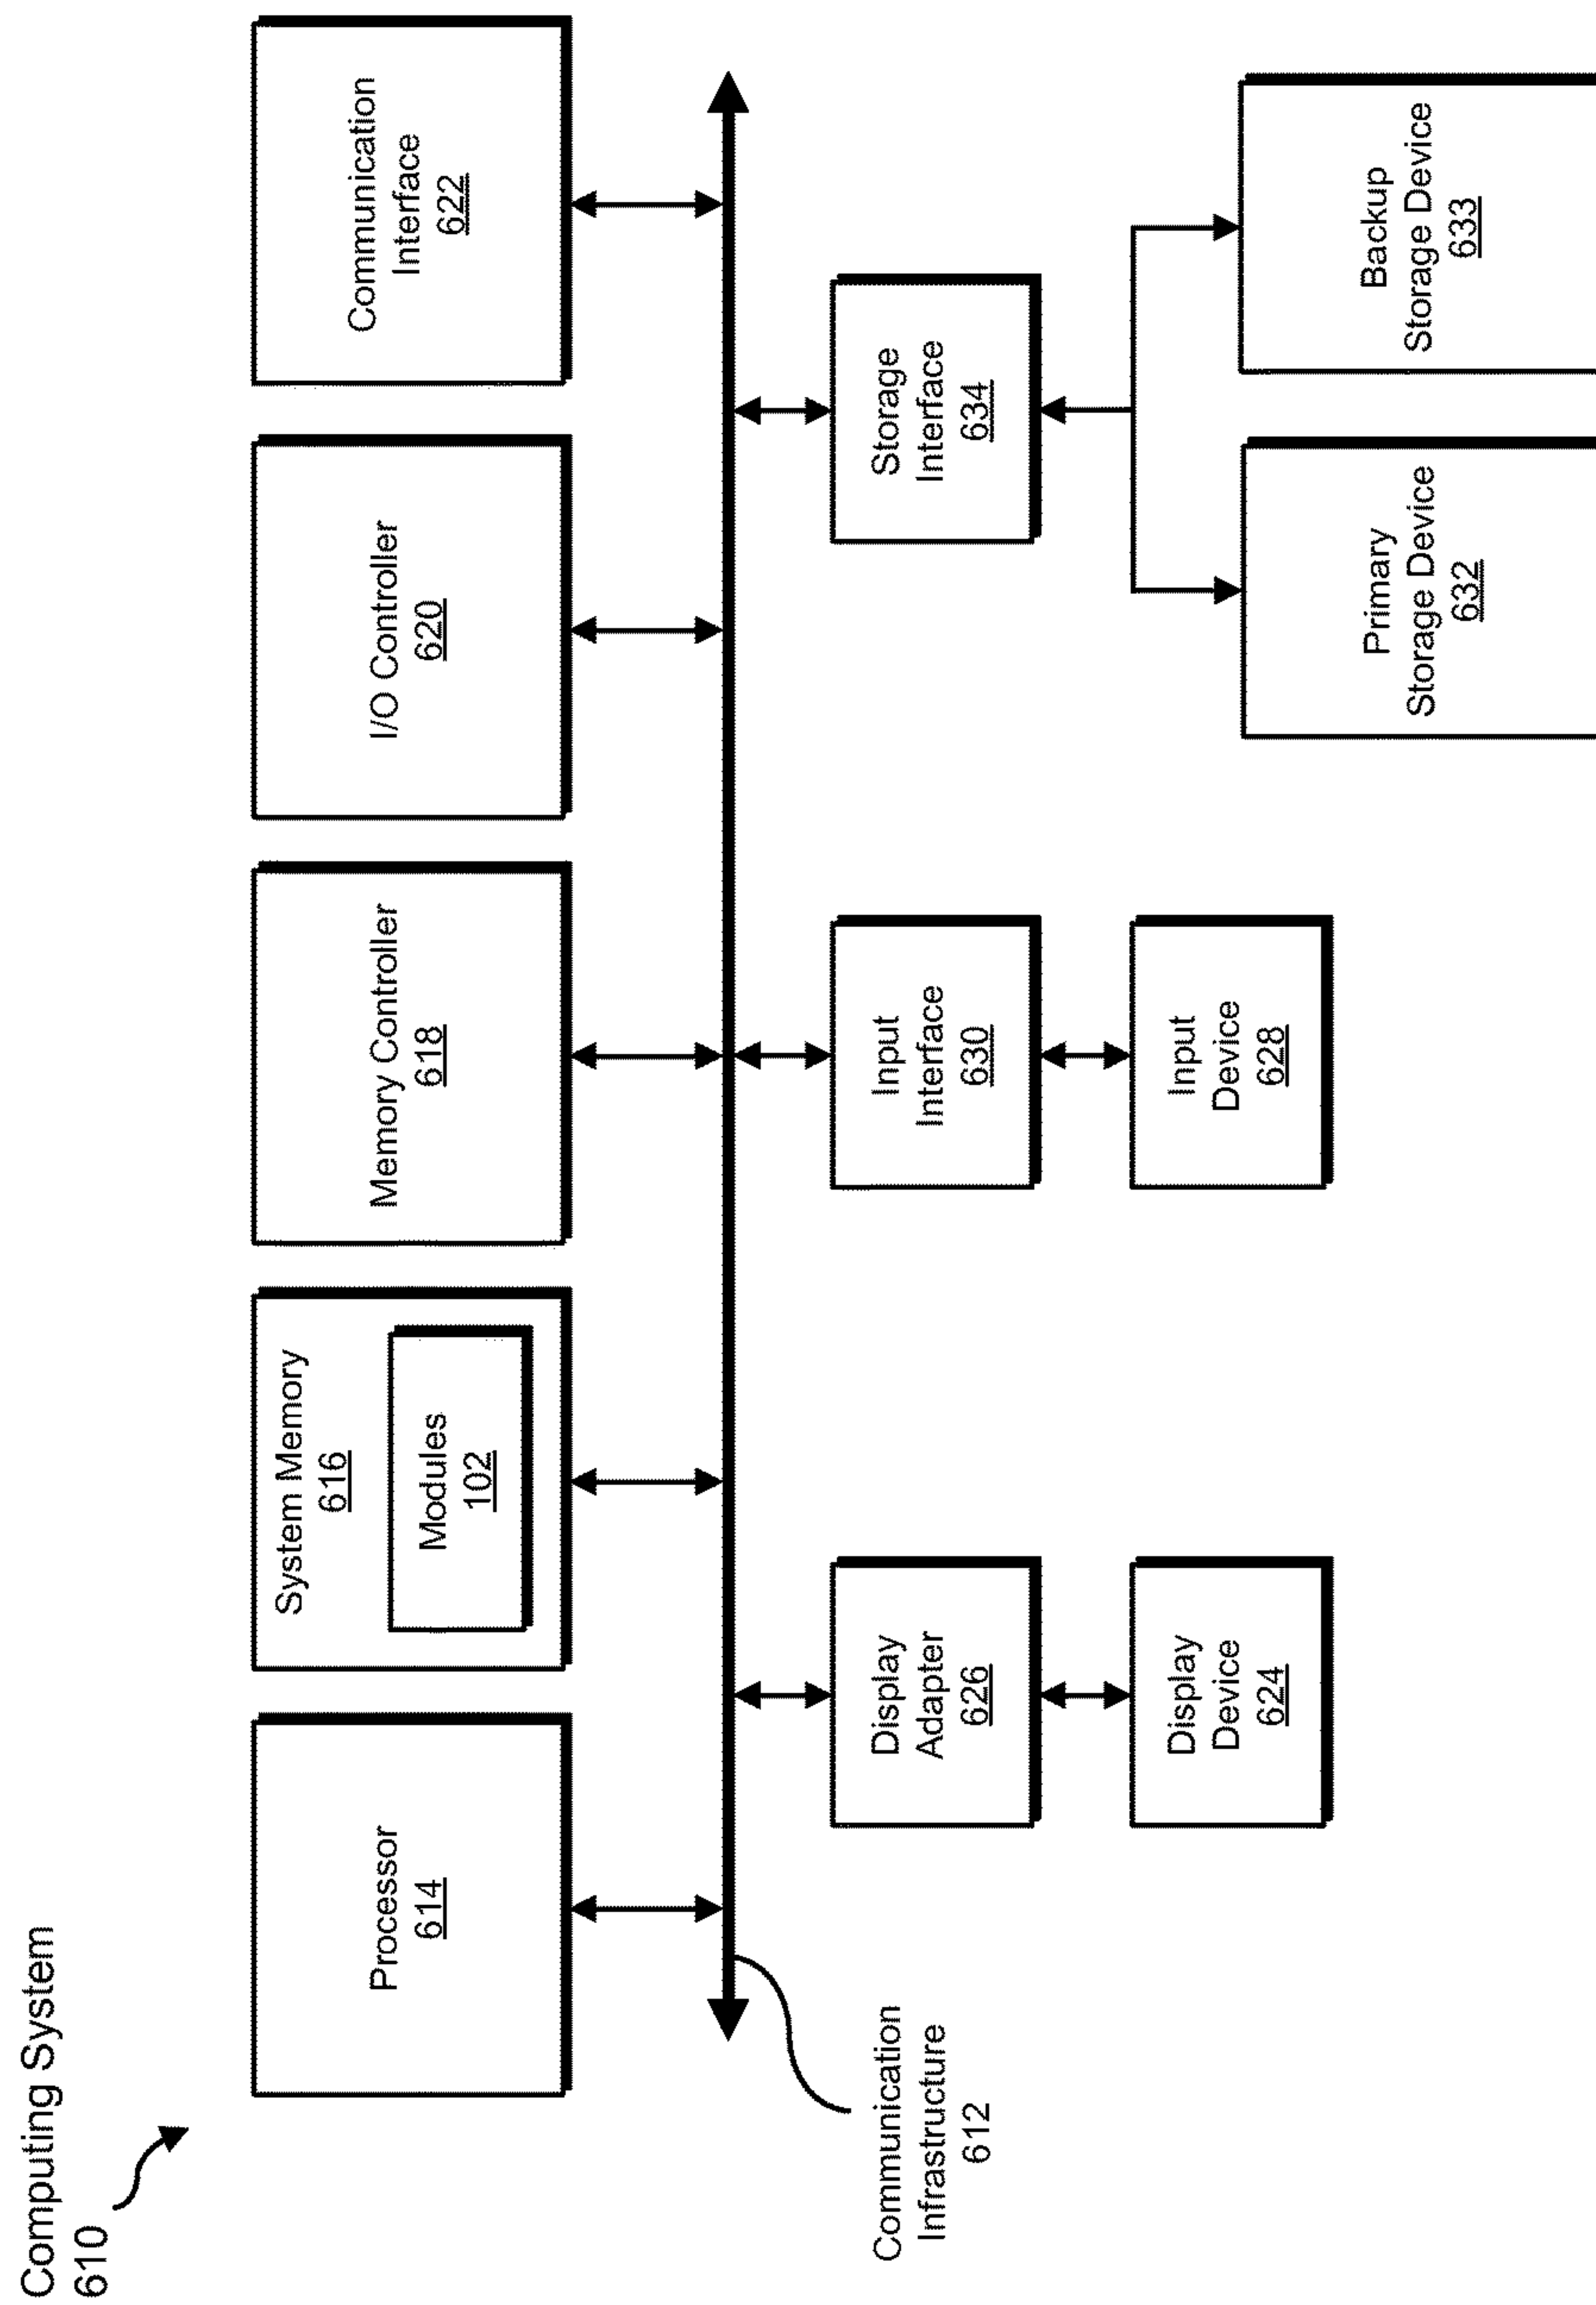 Computing System
610
Processor
614
System Memory
616
Modules
102
Memory Controller
618
I/O Controller
620
Communication
Interface
622
Communication
Infrastructure
612
Display
Adapter
626
Input
Interface
630
Storage
Interface
634
Display
Device
624
Input
Device
628
Primary
Storage Device
632
Backup
Storage Device
633